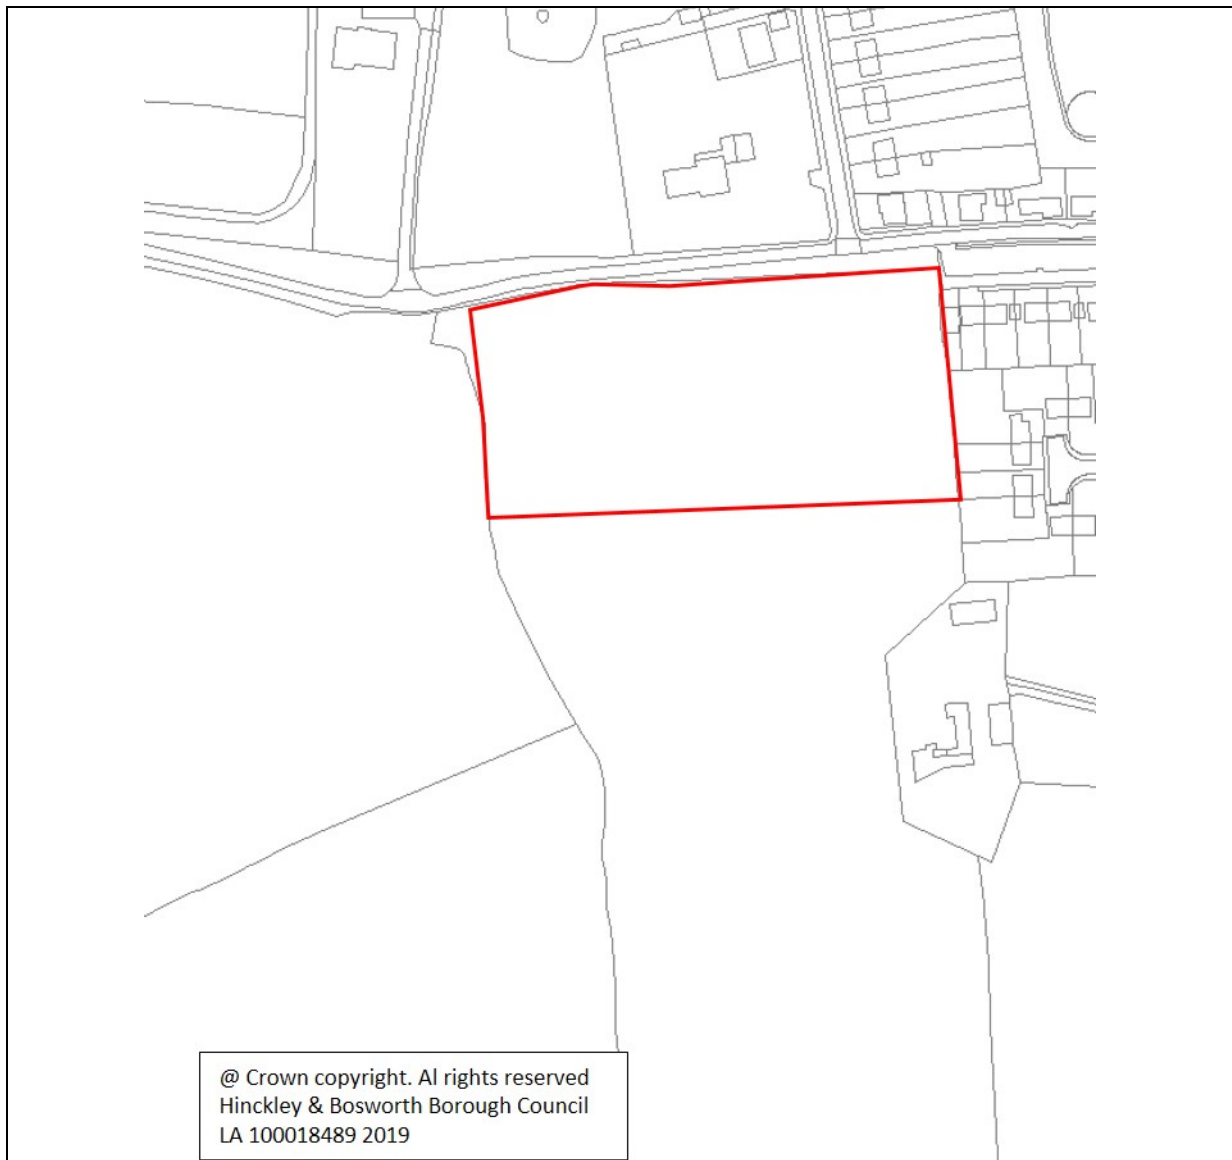 @ Crown copyright. Al rights reserved
Hinckley & Bosworth Borough Council
LA 100018489 2019